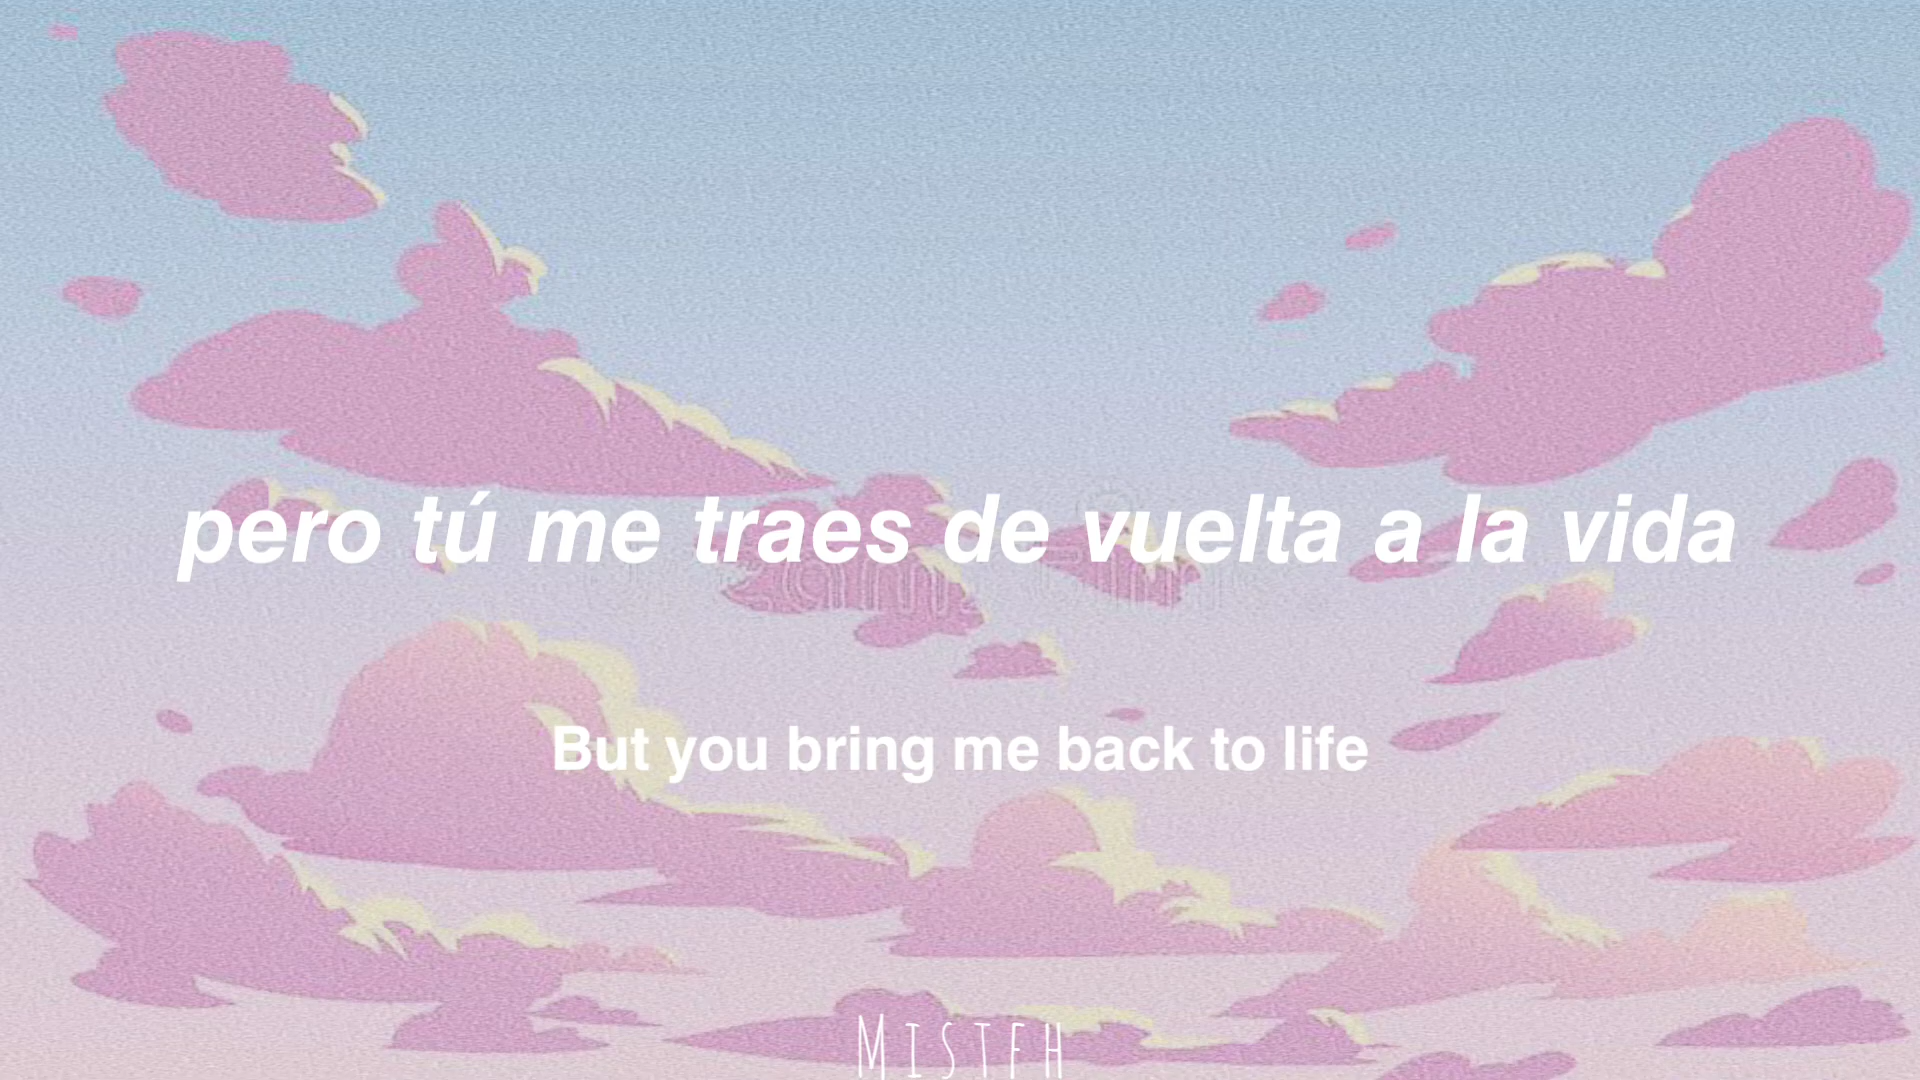 pero tú me traes de vuelta a la vida
But you bring me back to life
MISTFH